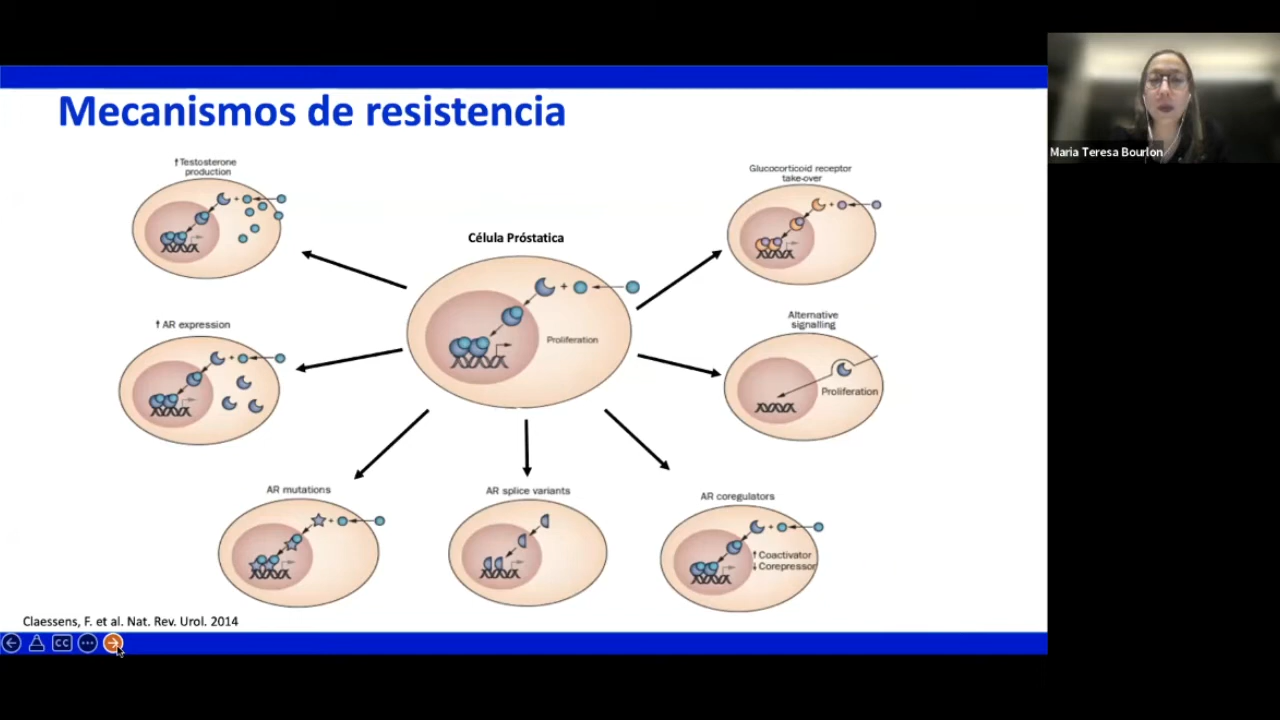 Mecanismos de resistencia
↑Testosterone
production
Glucocorticoid receptor
take-over
Célula Próstatica
Proliferation
↑ AR expression
Alternative
signalling
Proliferation
AR mutations
AR splice variants
AR coregulators
↑ Coactivator
↓ Corepressor
Claessens, F. et al. Nat. Rev. Urol. 2014
CC
Maria Teresa Bourlon